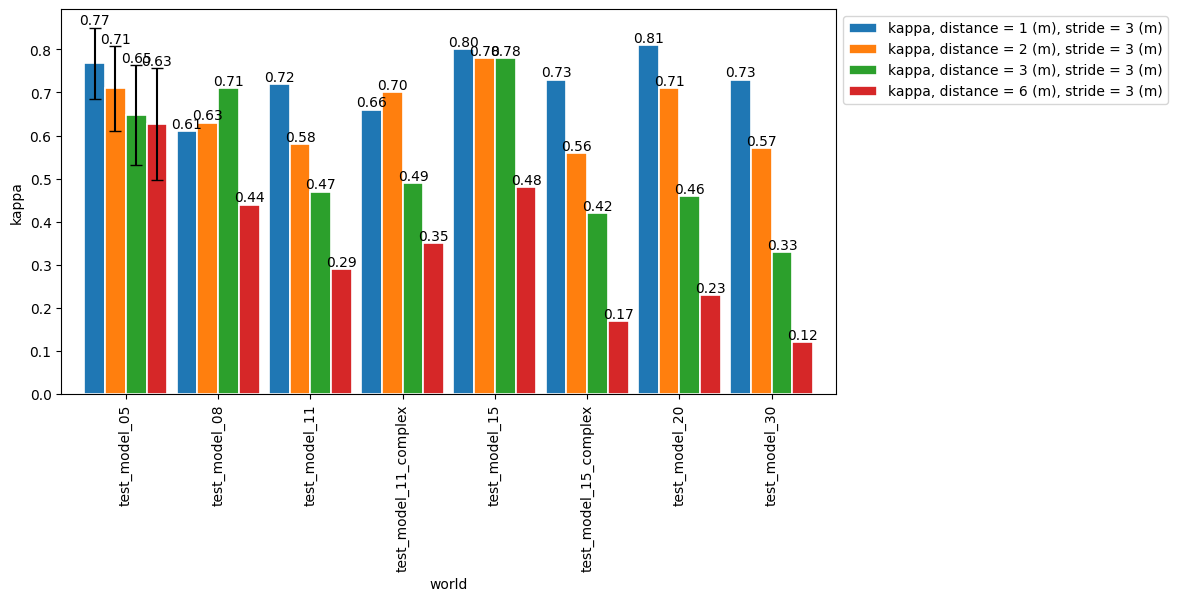 0.77
0.71
0.65
0.63
0.61
0.63
0.71
0.44
0.72
0.58
0.47
0.29
0.66
0.70
0.49
0.35
0.80
0.78
0.78
0.48
0.73
0.56
0.42
0.17
0.81
0.71
0.46
0.23
0.73
0.57
0.33
0.12
kappa, distance = 1 (m), stride = 3 (m)
kappa, distance = 2 (m), stride = 3 (m)
kappa, distance = 3 (m), stride = 3 (m)
kappa, distance = 6 (m), stride = 3 (m)
0.8
0.7
0.6
0.5
0.4
0.3
0.2
0.1
0.0
kappa
test_model_05
test_model_08
test_model_11
test_model_11_complex
test_model_15
test_model_15_complex
test_model_20
test_model_30
world